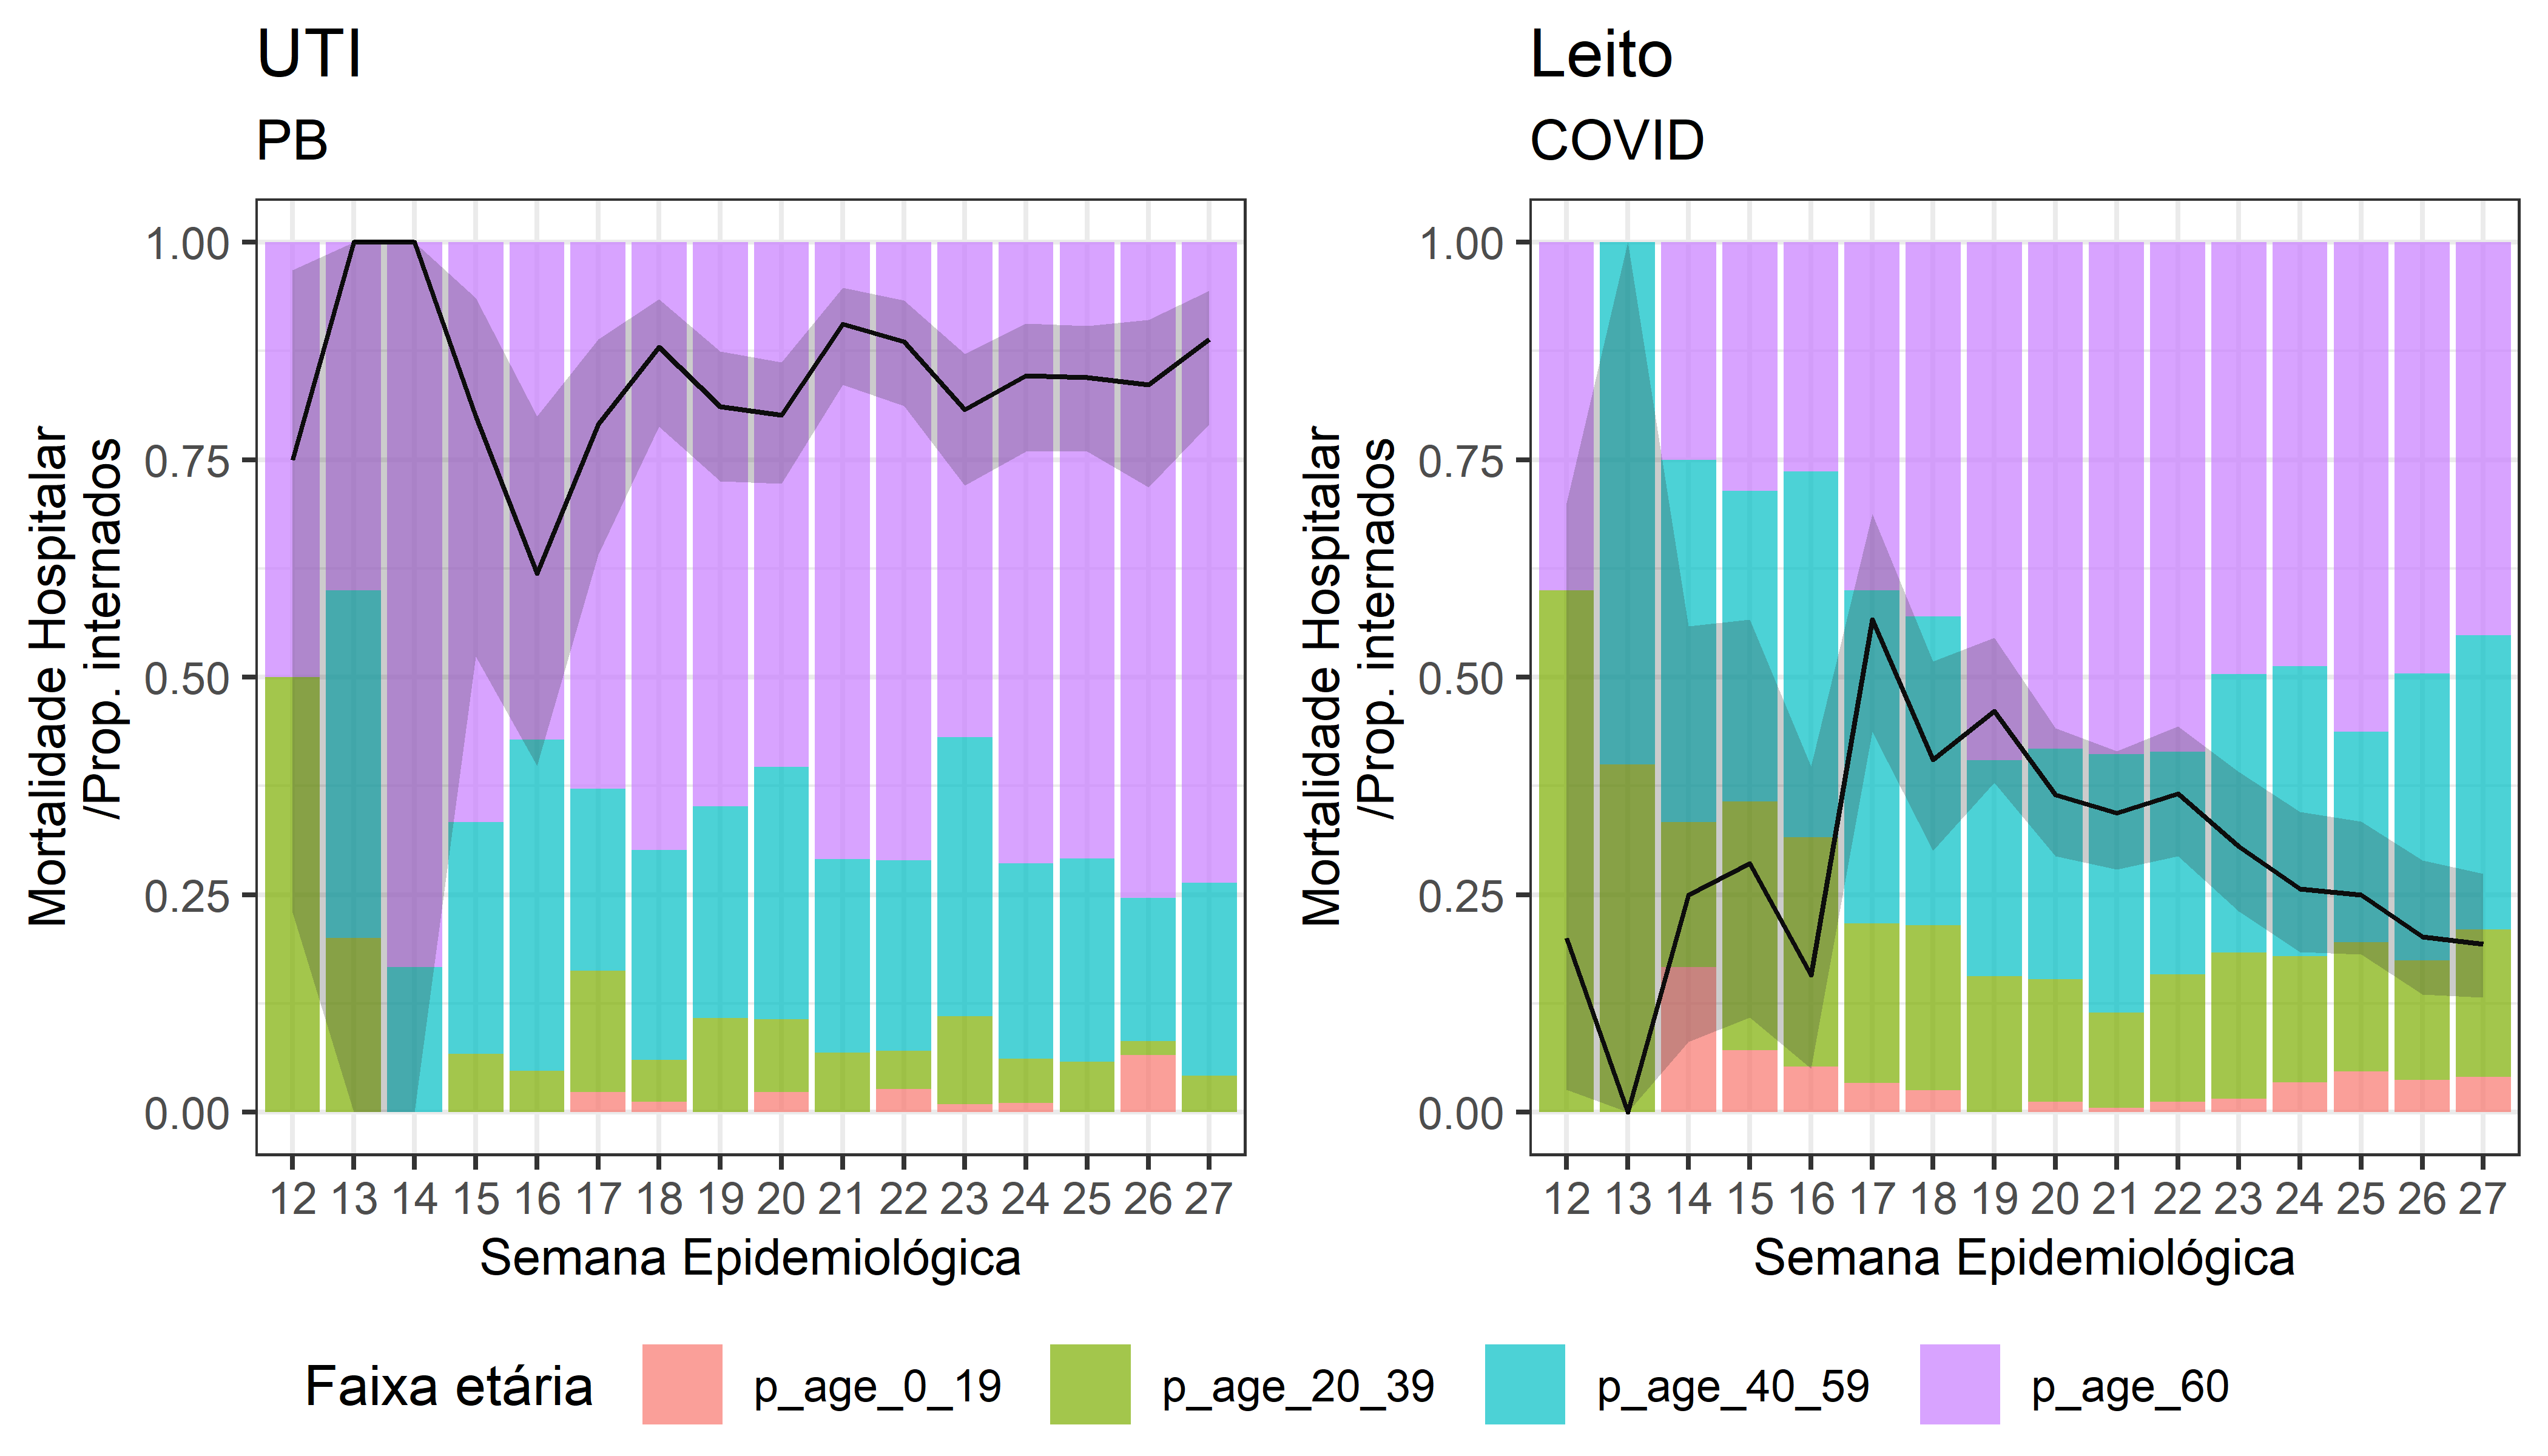 UTI
PB
Mortalidade Hospitalar
/Prop. internados
1.00
0.75
0.50
0.25
0.00
12 13 14 15 16 17 18 19 20 21 22 23 24 25 26 27
Semana Epidemiológica
Leito
COVID
Mortalidade Hospitalar
/Prop. internados
1.00
0.75
0.50
0.25
0.00
12 13 14 15 16 17 18 19 20 21 22 23 24 25 26 27
Semana Epidemiológica
Faixa etária p_age_0_19 p_age_20_39 p_age_40_59 p_age_60